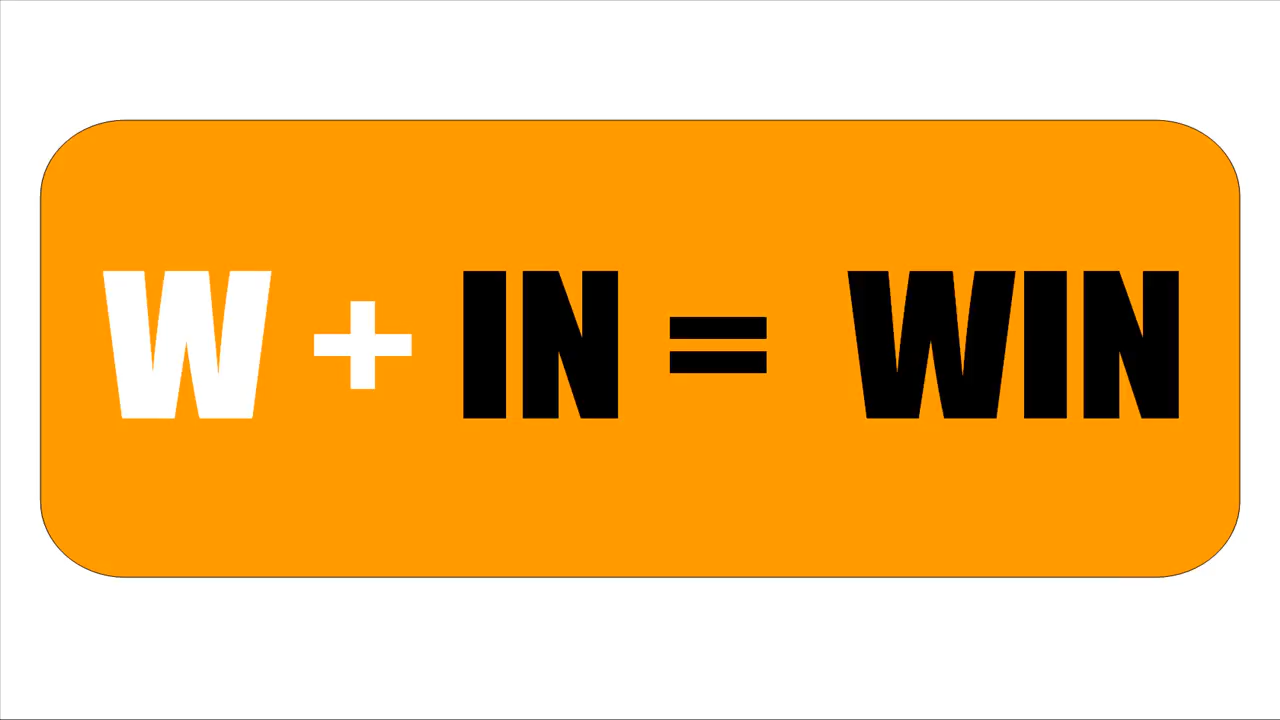 W + IN = WIN